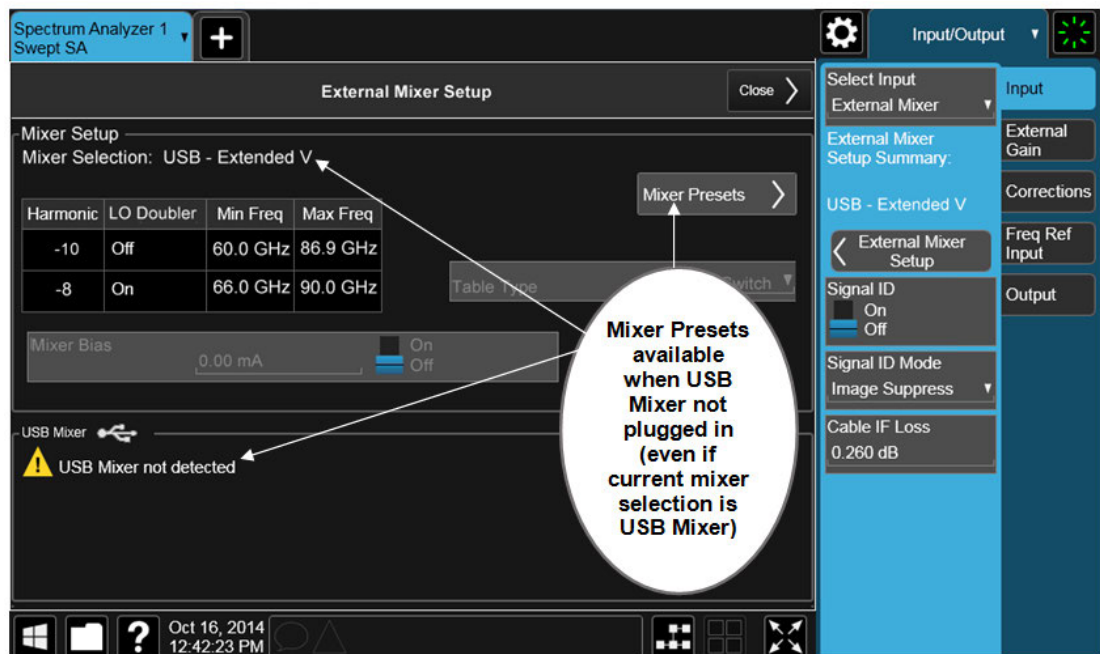 Spectrum Analyzer 1
Swept SA
Input/Output
External Mixer Setup
Close
Mixer Setup
Mixer Selection: USB - Extended V
Mixer Presets
Harmonic LO Doubler Min Freq Max Freq
-10 Off 60.0 GHz 86.9 GHz
-8 On 66.0 GHz 90.0 GHz
Table Type Switch
Mixer Bias
0.00 mA
On
Off
USB Mixer
USB Mixer not detected
Mixer Presets
available
when USB
Mixer not
plugged in
(even if
current mixer
selection is
USB Mixer)
Select Input
External Mixer
External Mixer
Setup Summary:
USB - Extended V
External Mixer
Setup
Signal ID
On
Off
Signal ID Mode
Image Suppress
Cable IF Loss
0.260 dB
Input
External
Gain
Corrections
Freq Ref
Input
Output
?
Oct 16, 2014
12:42:23 PM